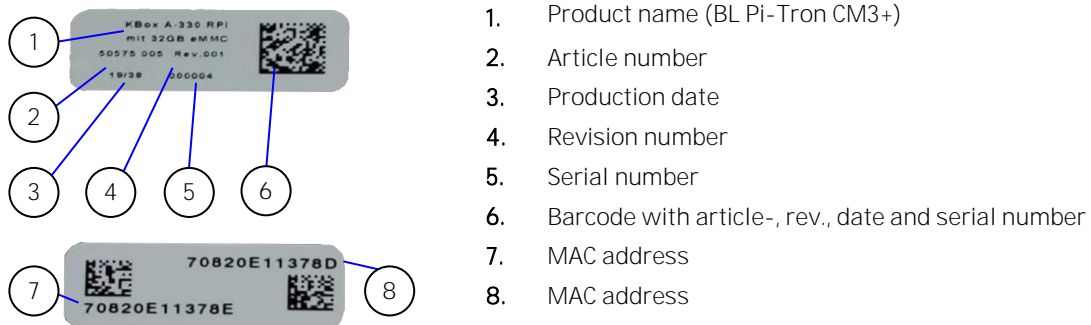 KBox A-330 RPI
mit 32GB eMMC
50575 005 Rev.001
19/38 000004
1
2
3
4
5
6
70820E11378D
70820E11378E
7
8
1. Product name (BL Pi-Tron CM3+)
2. Article number
3. Production date
4. Revision number
5. Serial number
6. Barcode with article-, rev., date and serial number
7. MAC address
8. MAC address